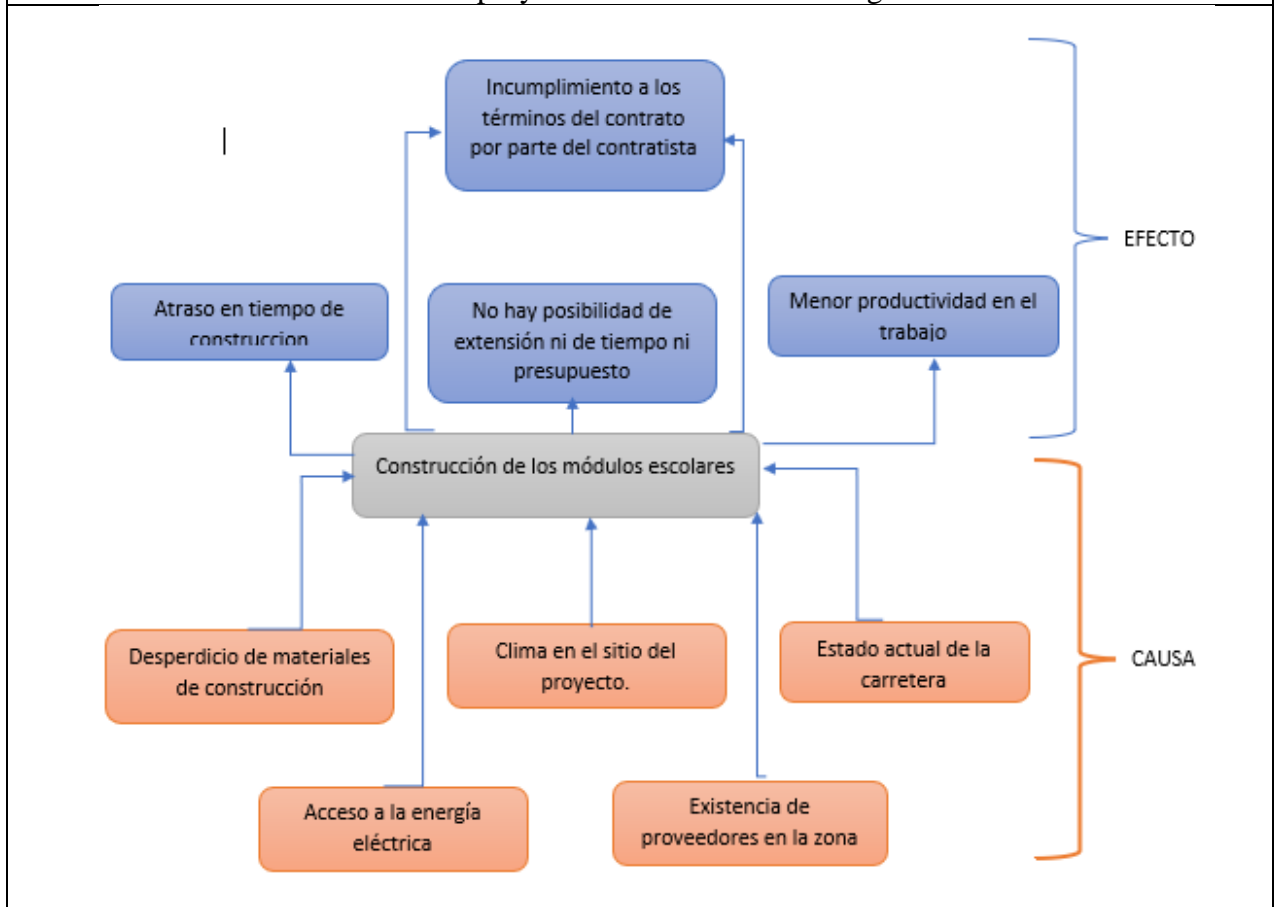 Incumplimiento a los
términos del contrato
por parte del contratista
EFECTO
Atraso en tiempo de
construccion
No hay posibilidad de
extensión ni de tiempo ni
presupuesto
Menor productividad en el
trabajo
Construcción de los módulos escolares
Desperdicio de materiales
de construcción
Clima en el sitio del
proyecto.
Estado actual de la
carretera
CAUSA
Acceso a la energía
eléctrica
Existencia de
proveedores en la zona